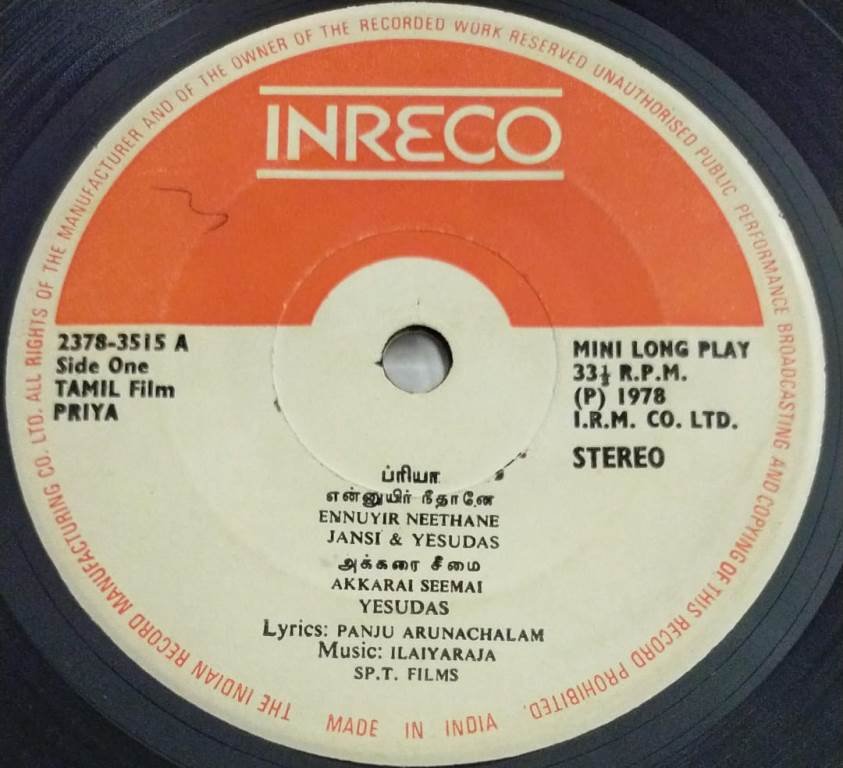 ALL RIGHTS OF THE MANUFACTURER AND OF THE OWNER OF THE RECORDED WORK RESERVED UNAUTHORISED PUBLIC PERFORMANCE BROADCASTING AND COPYING OF THIS RECORD PROHIBITED.
INRECO
2378-3515 A
Side One
TAMIL Film
PRIYA
MINI LONG PLAY
33⅓ R.P.M.
(P) 1978
I.R.M. CO. LTD.
STEREO
ப்ரியா
என்னுயிர் நீதானே
ENNUYIR NEETHANE
JANSI & YESUDAS
அக்கரை சீமை
AKKARAI SEEMAI
YESUDAS
Lyrics: PANJU ARUNACHALAM
Music: ILAIYARAJA
SP.T. FILMS
THE INDIAN RECORD MANUFACTURING CO. LTD.
MADE IN INDIA